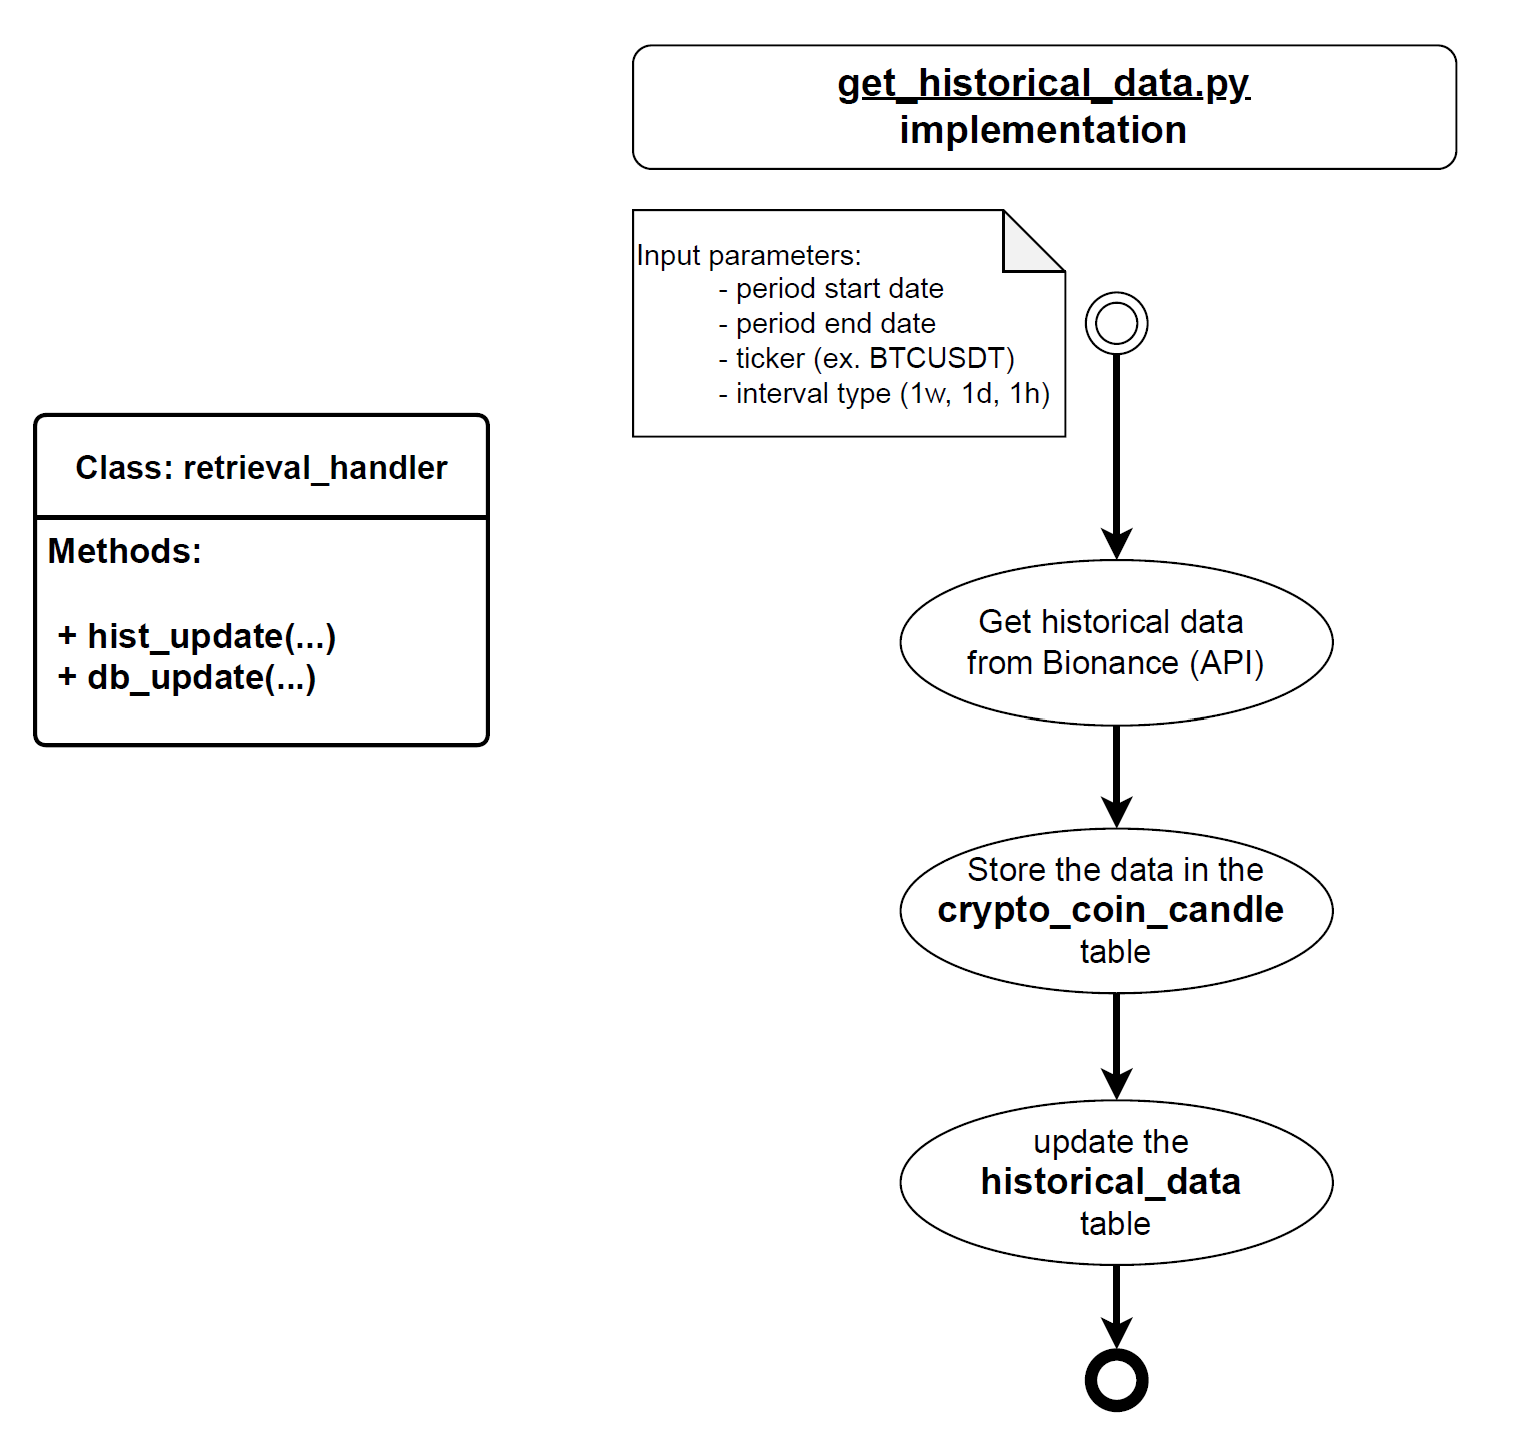 get_historical_data.py
implementation
Input parameters:
- period start date
- period end date
- ticker (ex. BTCUSDT)
- interval type (1w, 1d, 1h)
Class: retrieval_handler
Methods:
+ hist_update(...)
+ db_update(...)
Get historical data
from Bionance (API)
Store the data in the
crypto_coin_candle
table
update the
historical_data
table